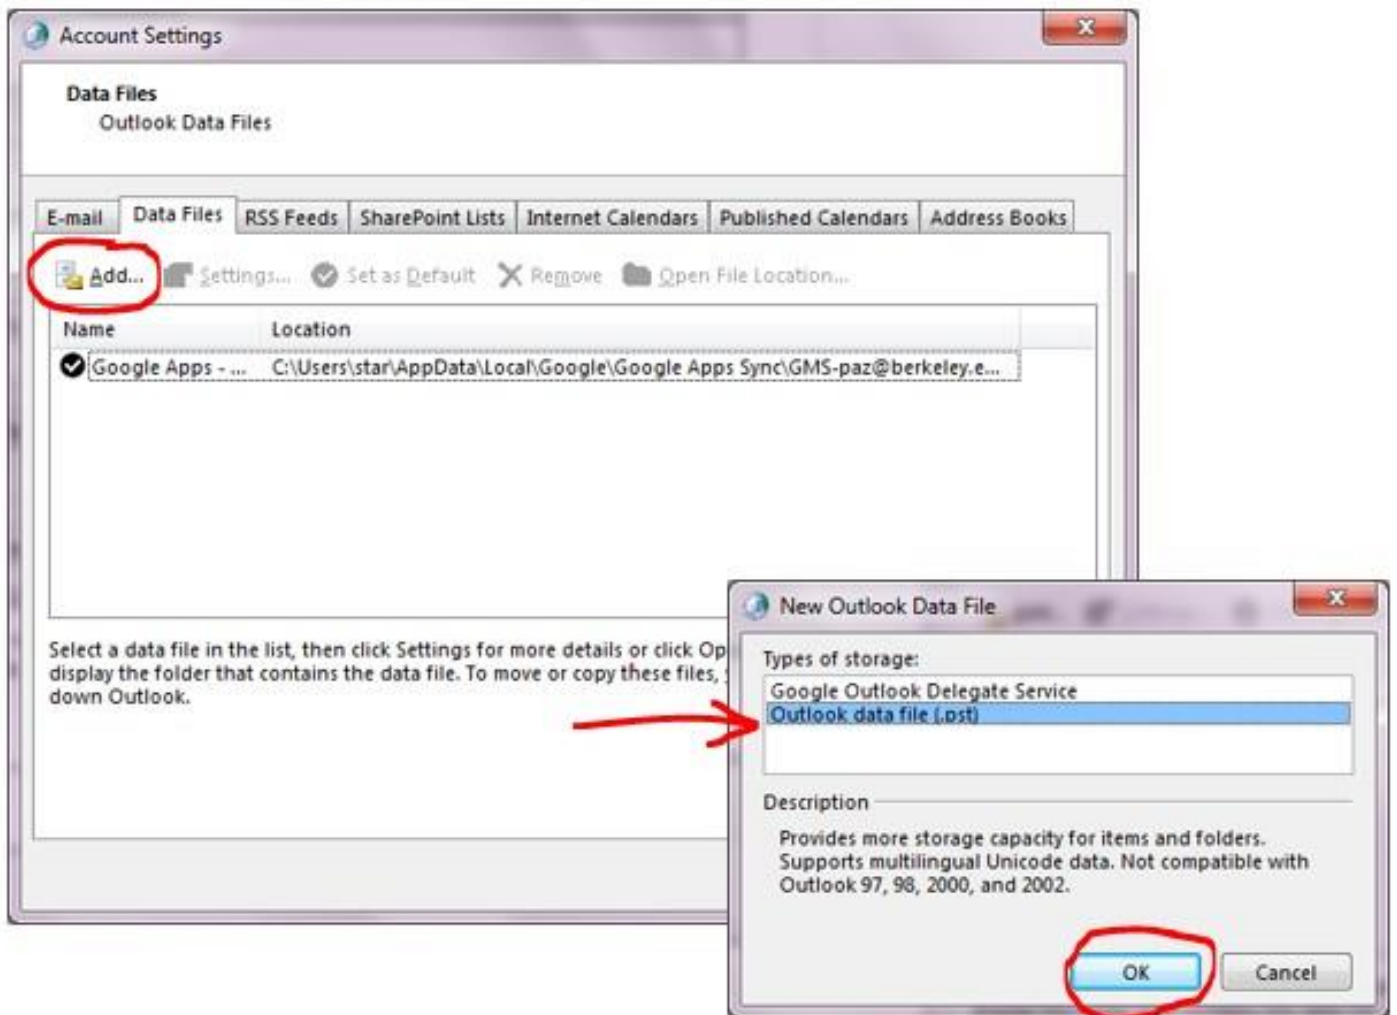 Account Settings
Data Files
Outlook Data Files
E-mail Data Files RSS Feeds SharePoint Lists Internet Calendars Published Calendars Address Books
Add... Settings... Set as Default Remove Open File Location...
Name Location
Google Apps - ... C:\Users\star\AppData\Local\Google\Google Apps Sync\GMS-paz@berkeley.e...
Select a data file in the list, then click Settings for more details or click Op
display the folder that contains the data file. To move or copy these files,
down Outlook.
New Outlook Data File
Types of storage:
Google Outlook Delegate Service
Outlook data file (.pst)
Description
Provides more storage capacity for items and folders.
Supports multilingual Unicode data. Not compatible with
Outlook 97, 98, 2000, and 2002.
OK Cancel